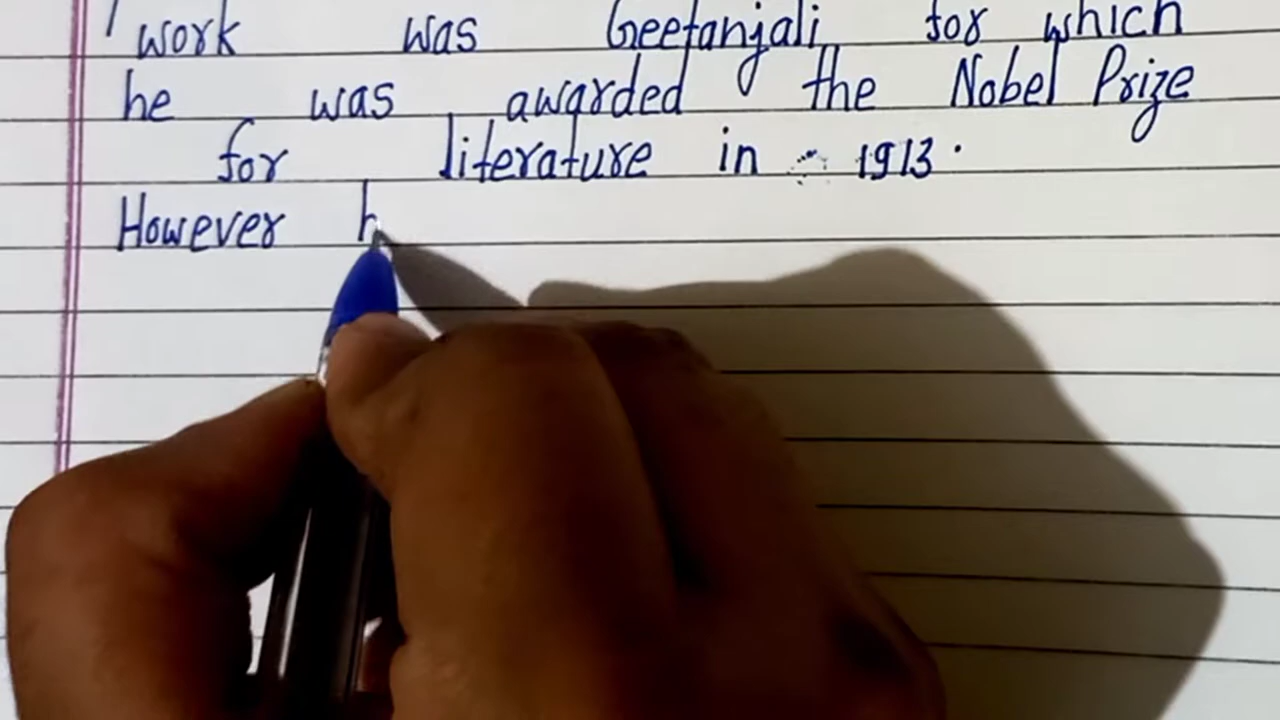 work was Geetanjali for which
he was awarded the Nobel Prize
for literature in 1913.
However h